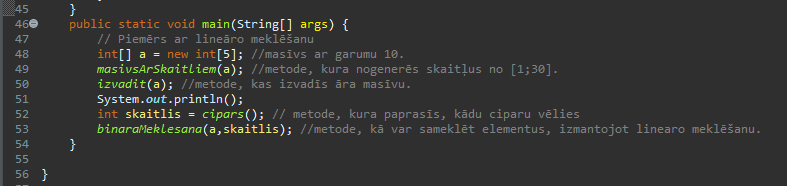 45 }
46 public static void main(String[] args) {
47 // Piemērs ar lineāro meklēšanu
48 int[] a = new int[5]; //masīvs ar garumu 10.
49 masivsArSkaitliem(a); //metode, kura nogenerēs skaitļus no [1;30].
50 izvadit(a); //metode, kas izvadīs āra masīvu.
51 System.out.println();
52 int skaitlis = cipars(); // metode, kura paprasīs, kādu ciparu vēlies
53 binaraMeklesana(a,skaitlis); //metode, kā var sameklēt elementus, izmantojot linearo meklēšanu.
54 }
55
56 }